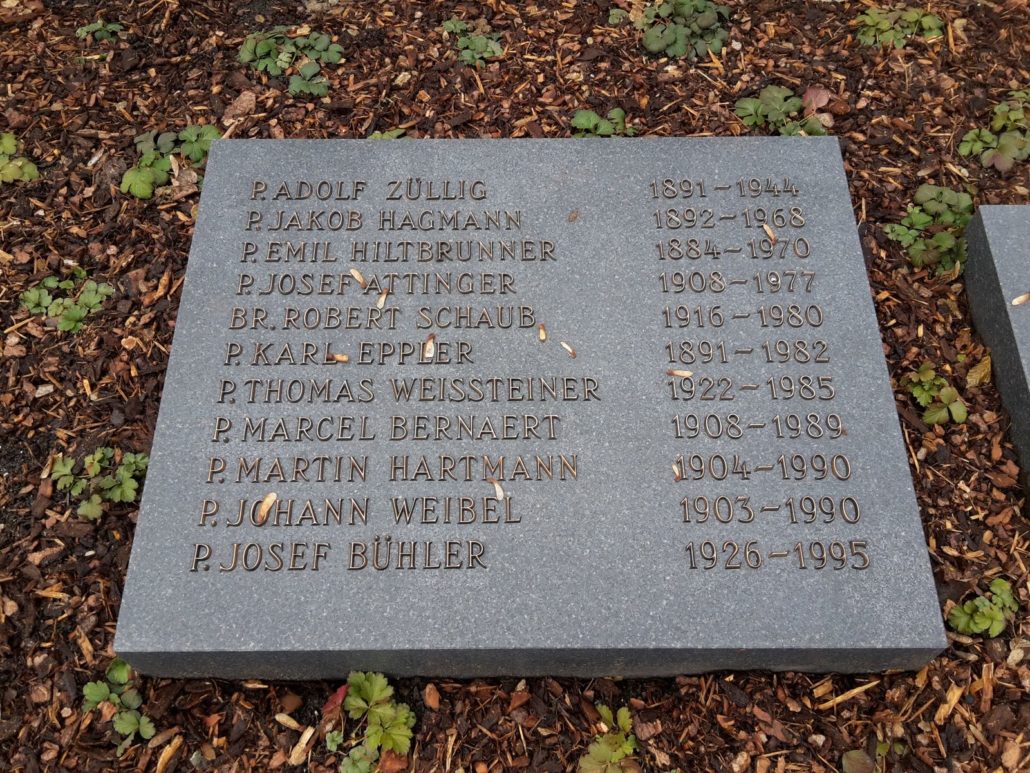 P. ADOLF ZÜLLIG 1891–1944
P. JAKOB HAGMANN 1892–1968
P. EMIL HILTBRUNNER 1884–1970
P. JOSEF ATTINGER 1908–1977
BR. ROBERT SCHAUB 1916–1980
P. KARL EPPLER 1891–1982
P. THOMAS WEISSTEINER 1922–1985
P. MARCEL BERNAERT 1908–1989
P. MARTIN HARTMANN 1904–1990
P. JOHANN WEIBEL 1903–1990
P. JOSEF BÜHLER 1926–1995